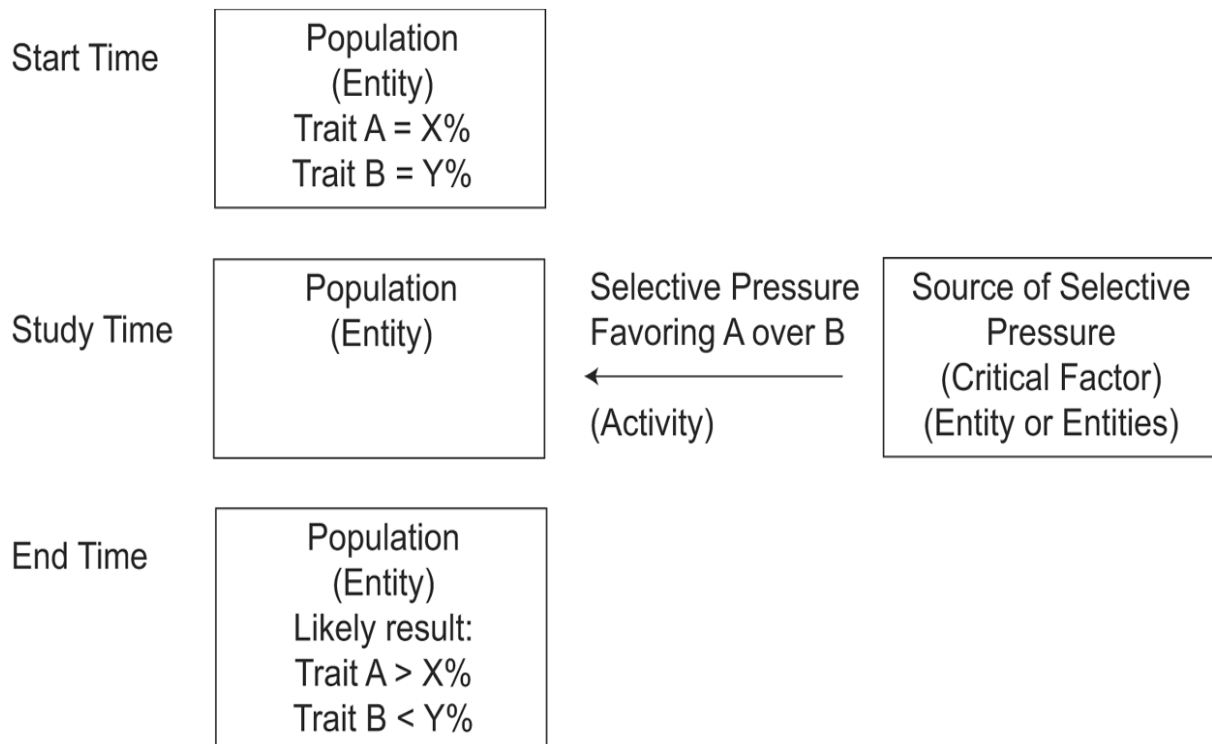 Start Time
Population
(Entity)
Trait A = X%
Trait B = Y%
Study Time
Population
(Entity)
Selective Pressure
Favoring A over B
(Activity)
Source of Selective
Pressure
(Critical Factor)
(Entity or Entities)
End Time
Population
(Entity)
Likely result:
Trait A > X%
Trait B < Y%